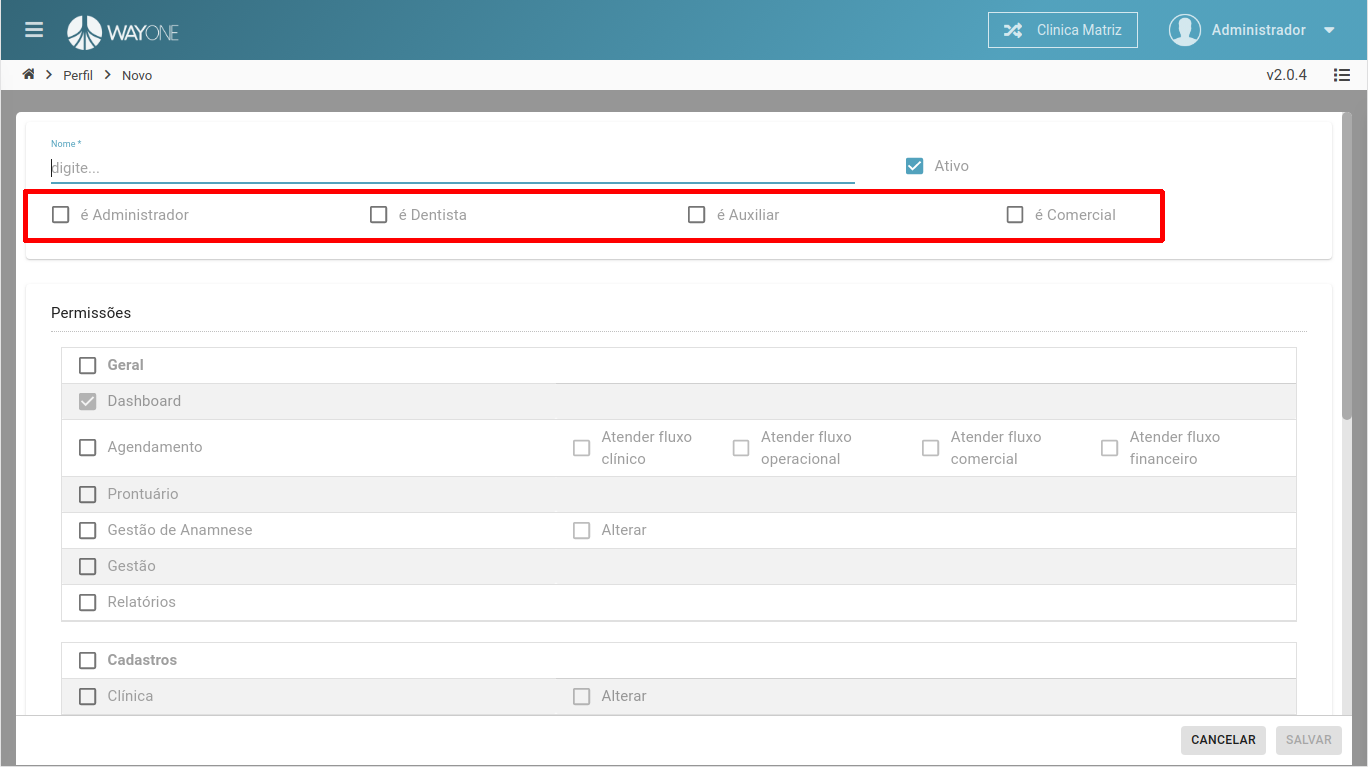 WAYONE
Clinica Matriz
Administrador
Perfil
Novo
v2.0.4
Nome *
digite...
Ativo
é Administrador
é Dentista
é Auxiliar
é Comercial
Permissões
Geral
Dashboard
Agendamento
Atender fluxo
clínico
Atender fluxo
operacional
Atender fluxo
comercial
Atender fluxo
financeiro
Prontuário
Gestão de Anamnese
Alterar
Gestão
Relatórios
Cadastros
Clínica
Alterar
CANCELAR
SALVAR